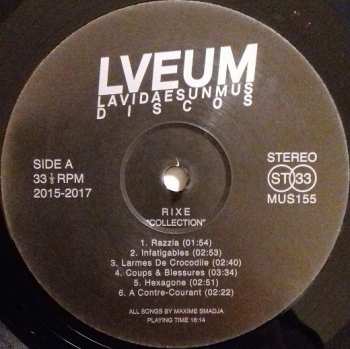 LVEUM
LAVIDAESUNMUS
DISCOS
SIDE A
33 ⅓ RPM
2015-2017
STEREO
ST 33
MUS155
RIXE
"COLLECTION"
1. Razzia (01:54)
2. Infatigables (02:53)
3. Larmes De Crocodile (02:40)
4. Coups & Blessures (03:34)
5. Hexagone (02:51)
6. A Contre-Courant (02:22)
ALL SONGS BY MAXIME SMADJA
PLAYING TIME 16:14